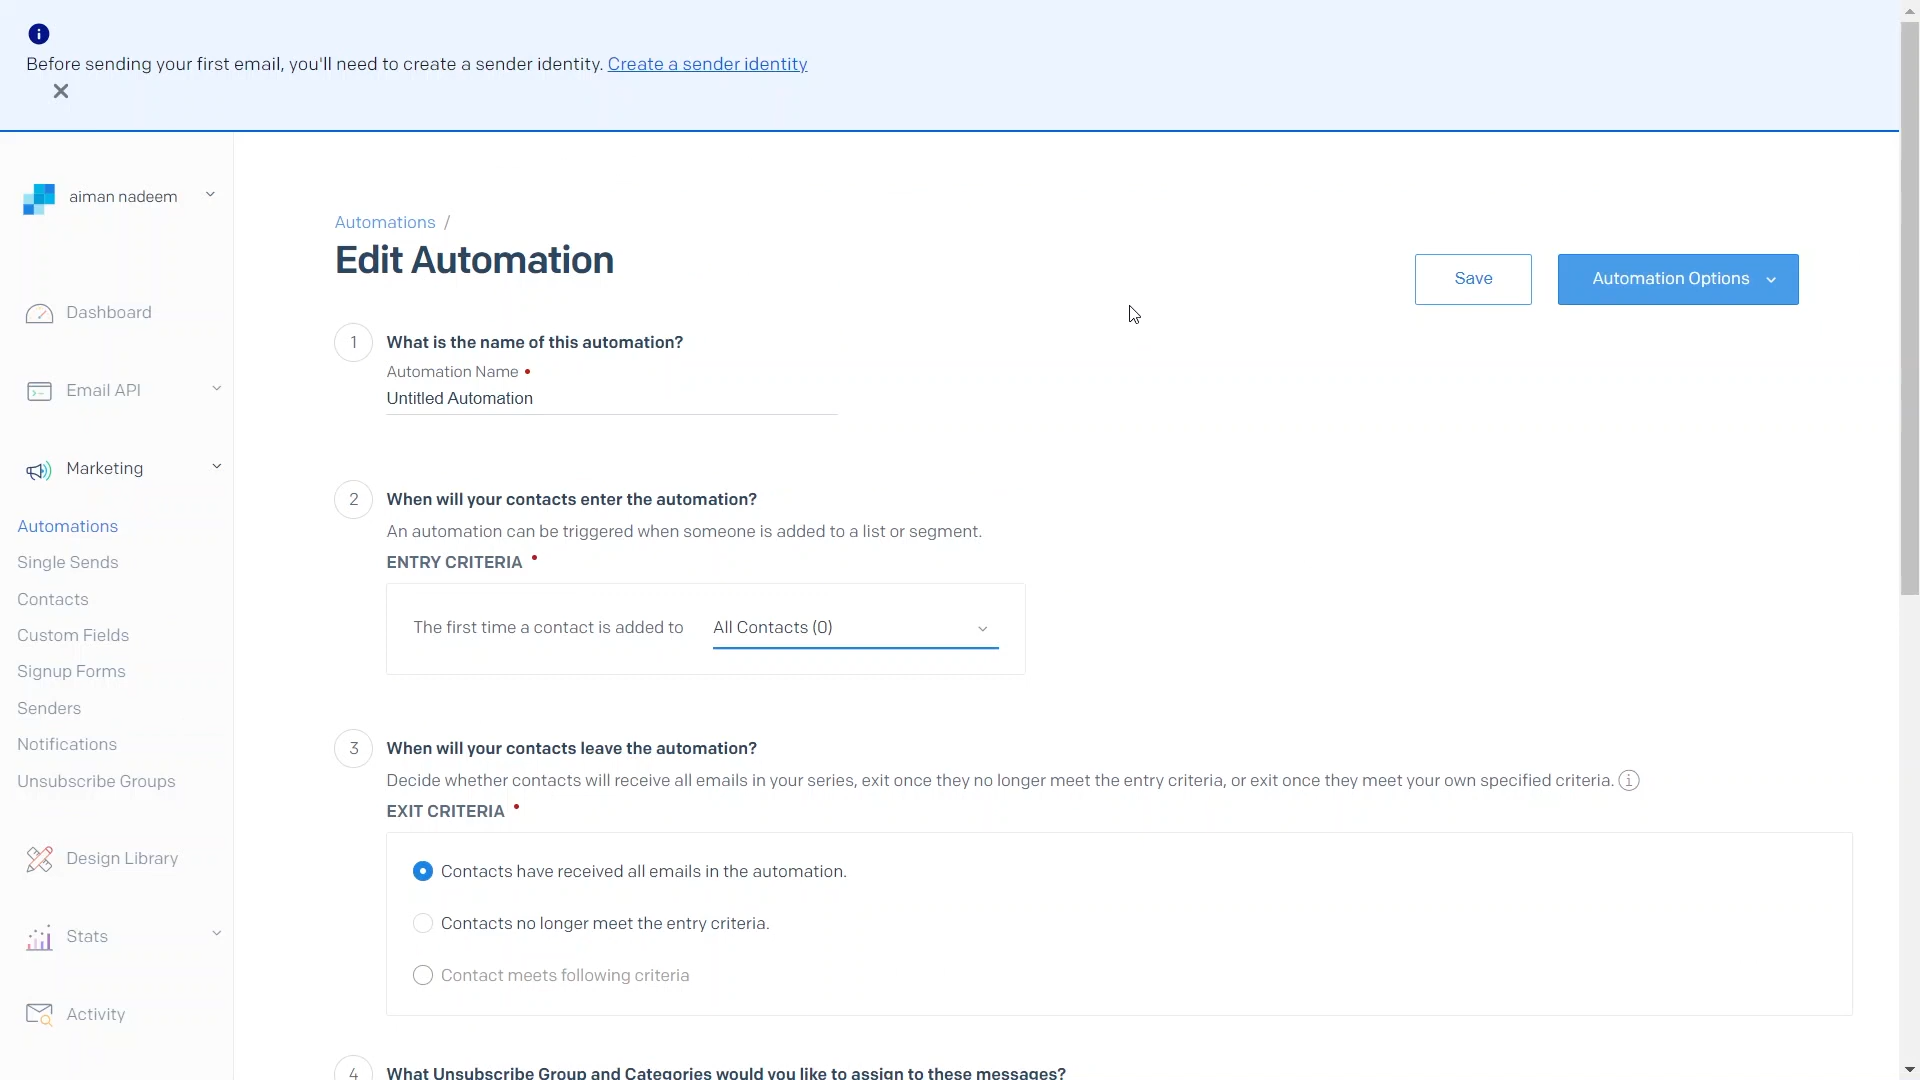 Before sending your first email, you'll need to create a sender identity. Create a sender identity
aiman nadeem
Dashboard
Email API
Marketing
Automations
Single Sends
Contacts
Custom Fields
Signup Forms
Senders
Notifications
Unsubscribe Groups
Design Library
Stats
Activity
Automations /
Edit Automation
Save
Automation Options
1 What is the name of this automation?
Automation Name
Untitled Automation
2 When will your contacts enter the automation?
An automation can be triggered when someone is added to a list or segment.
ENTRY CRITERIA
The first time a contact is added to All Contacts (0)
3 When will your contacts leave the automation?
Decide whether contacts will receive all emails in your series, exit once they no longer meet the entry criteria, or exit once they meet your own specified criteria.
EXIT CRITERIA
Contacts have received all emails in the automation.
Contacts no longer meet the entry criteria.
Contact meets following criteria
4 What Unsubscribe Group and Categories would you like to assign to these messages?